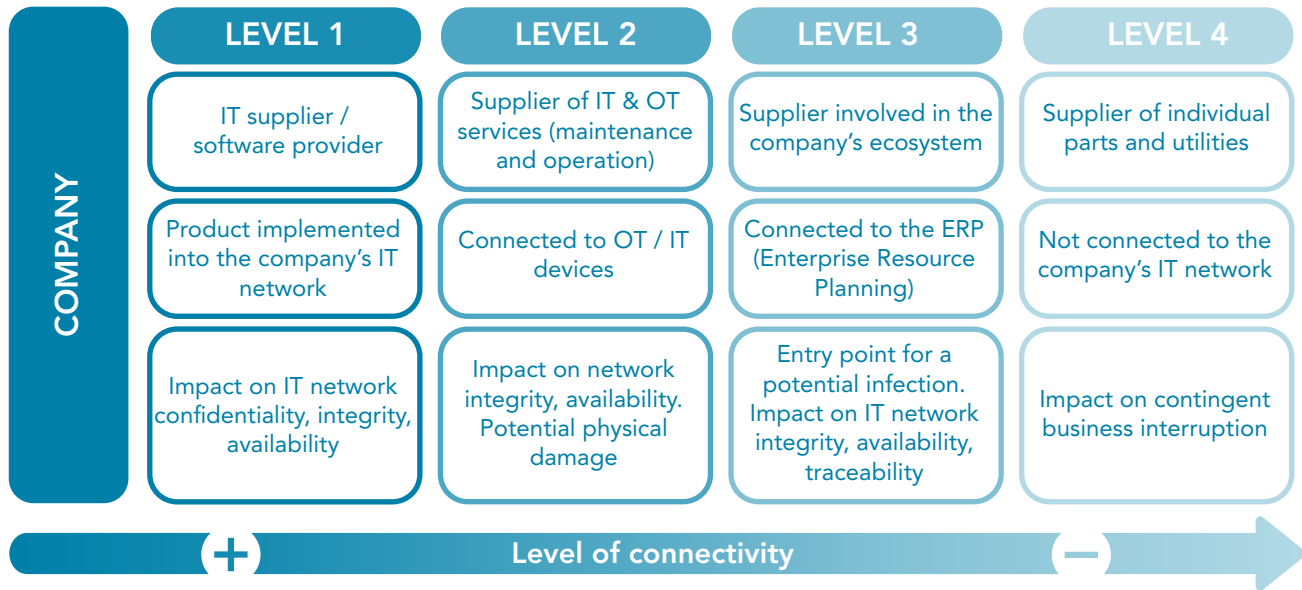 COMPANY
LEVEL 1
LEVEL 2
LEVEL 3
LEVEL 4
IT supplier /
software provider
Supplier of IT & OT
services (maintenance
and operation)
Supplier involved in the
company's ecosystem
Supplier of individual
parts and utilities
Product implemented
into the company's IT
network
Connected to OT / IT
devices
Connected to the ERP
(Enterprise Resource
Planning)
Not connected to the
company's IT network
Impact on IT network
confidentiality, integrity,
availability
Impact on network
integrity, availability.
Potential physical
damage
Entry point for a
potential infection.
Impact on IT network
integrity, availability,
traceability
Impact on contingent
business interruption
+
Level of connectivity
−